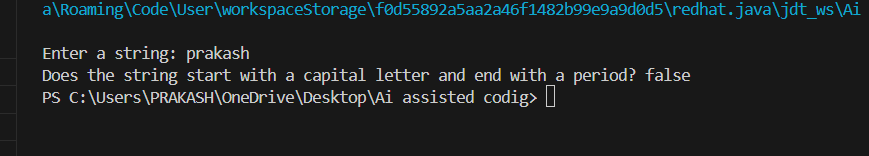 a\Roaming\Code\User\workspaceStorage\f0d55892a5aa2a46f1482b99e9a9d0d5\redhat.java\jdt_ws\Ai
Enter a string: prakash
Does the string start with a capital letter and end with a period? false
PS C:\Users\PRAKASH\OneDrive\Desktop\Ai assisted codig>